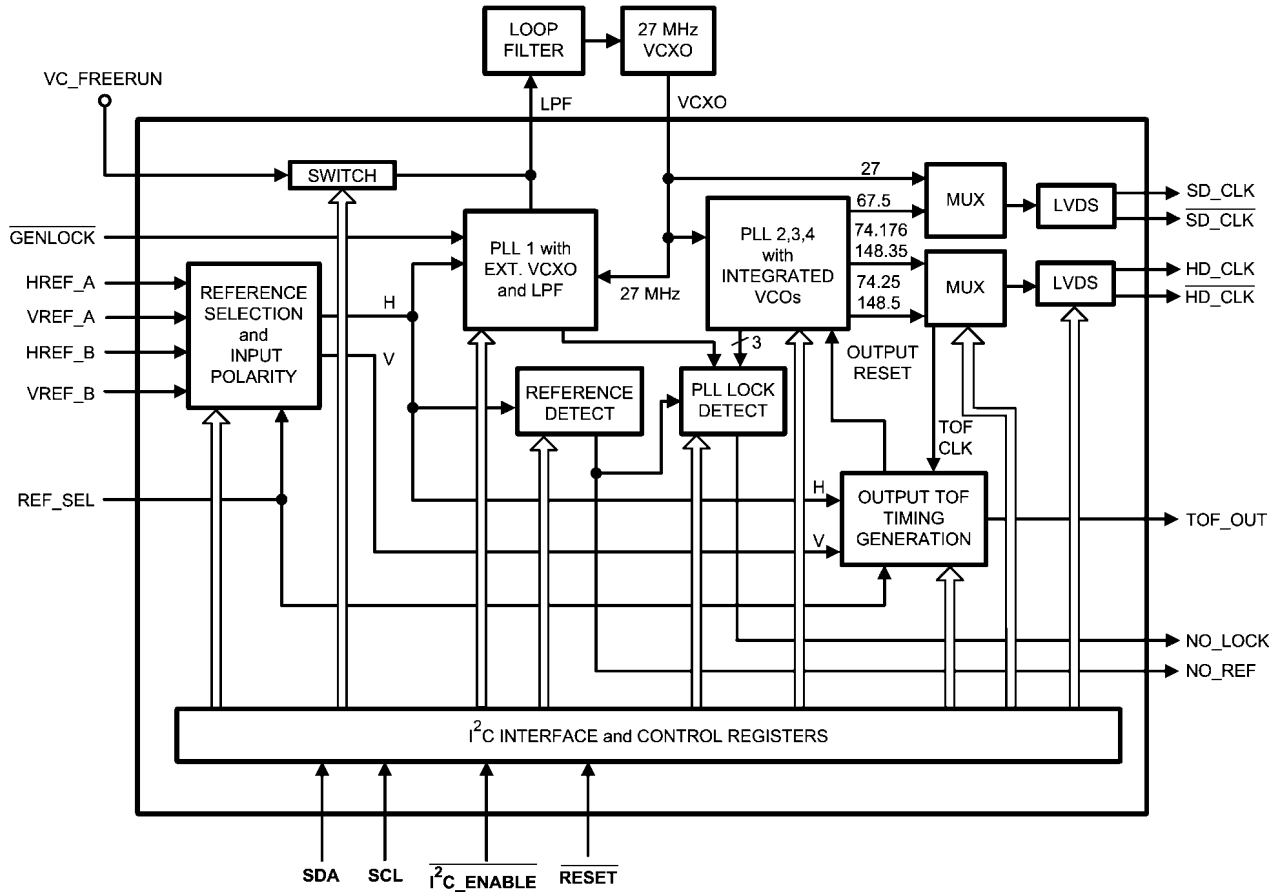 LOOP
FILTER
27 MHz
VCXO
VC_FREERUN
LPF
VCXO
SWITCH
27
67.5
74.176
148.35
74.25
148.5
MUX
LVDS
SD_CLK
SD_CLK
GENLOCK
PLL 1 with
EXT. VCXO
and LPF
PLL 2,3,4
with
INTEGRATED
VCOs
MUX
LVDS
HD_CLK
HD_CLK
HREF_A
VREF_A
HREF_B
VREF_B
REFERENCE
SELECTION
and
INPUT
POLARITY
H
V
27 MHz
3
OUTPUT
RESET
REFERENCE
DETECT
PLL LOCK
DETECT
TOF
CLK
REF_SEL
H
V
OUTPUT TOF
TIMING
GENERATION
TOF_OUT
NO_LOCK
NO_REF
I²C INTERFACE and CONTROL REGISTERS
SDA
SCL
I²C_ENABLE
RESET